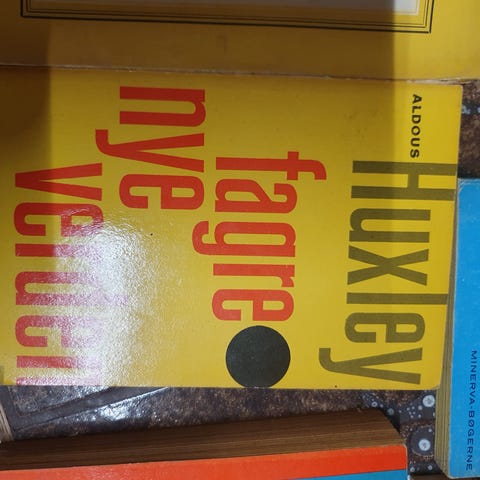 ALDOUS
Huxley
fagre
nye
verden
MINERVA-BØGERNE